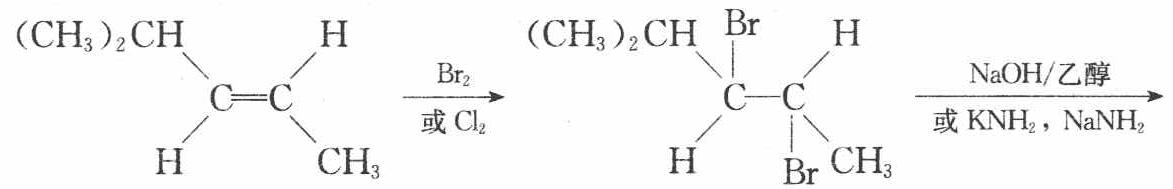 (CH₃)₂CH H
C=C
H CH₃
Br₂
或 Cl₂
(CH₃)₂CH Br H
C—C
H Br CH₃
NaOH/乙醇
或 KNH₂，NaNH₂